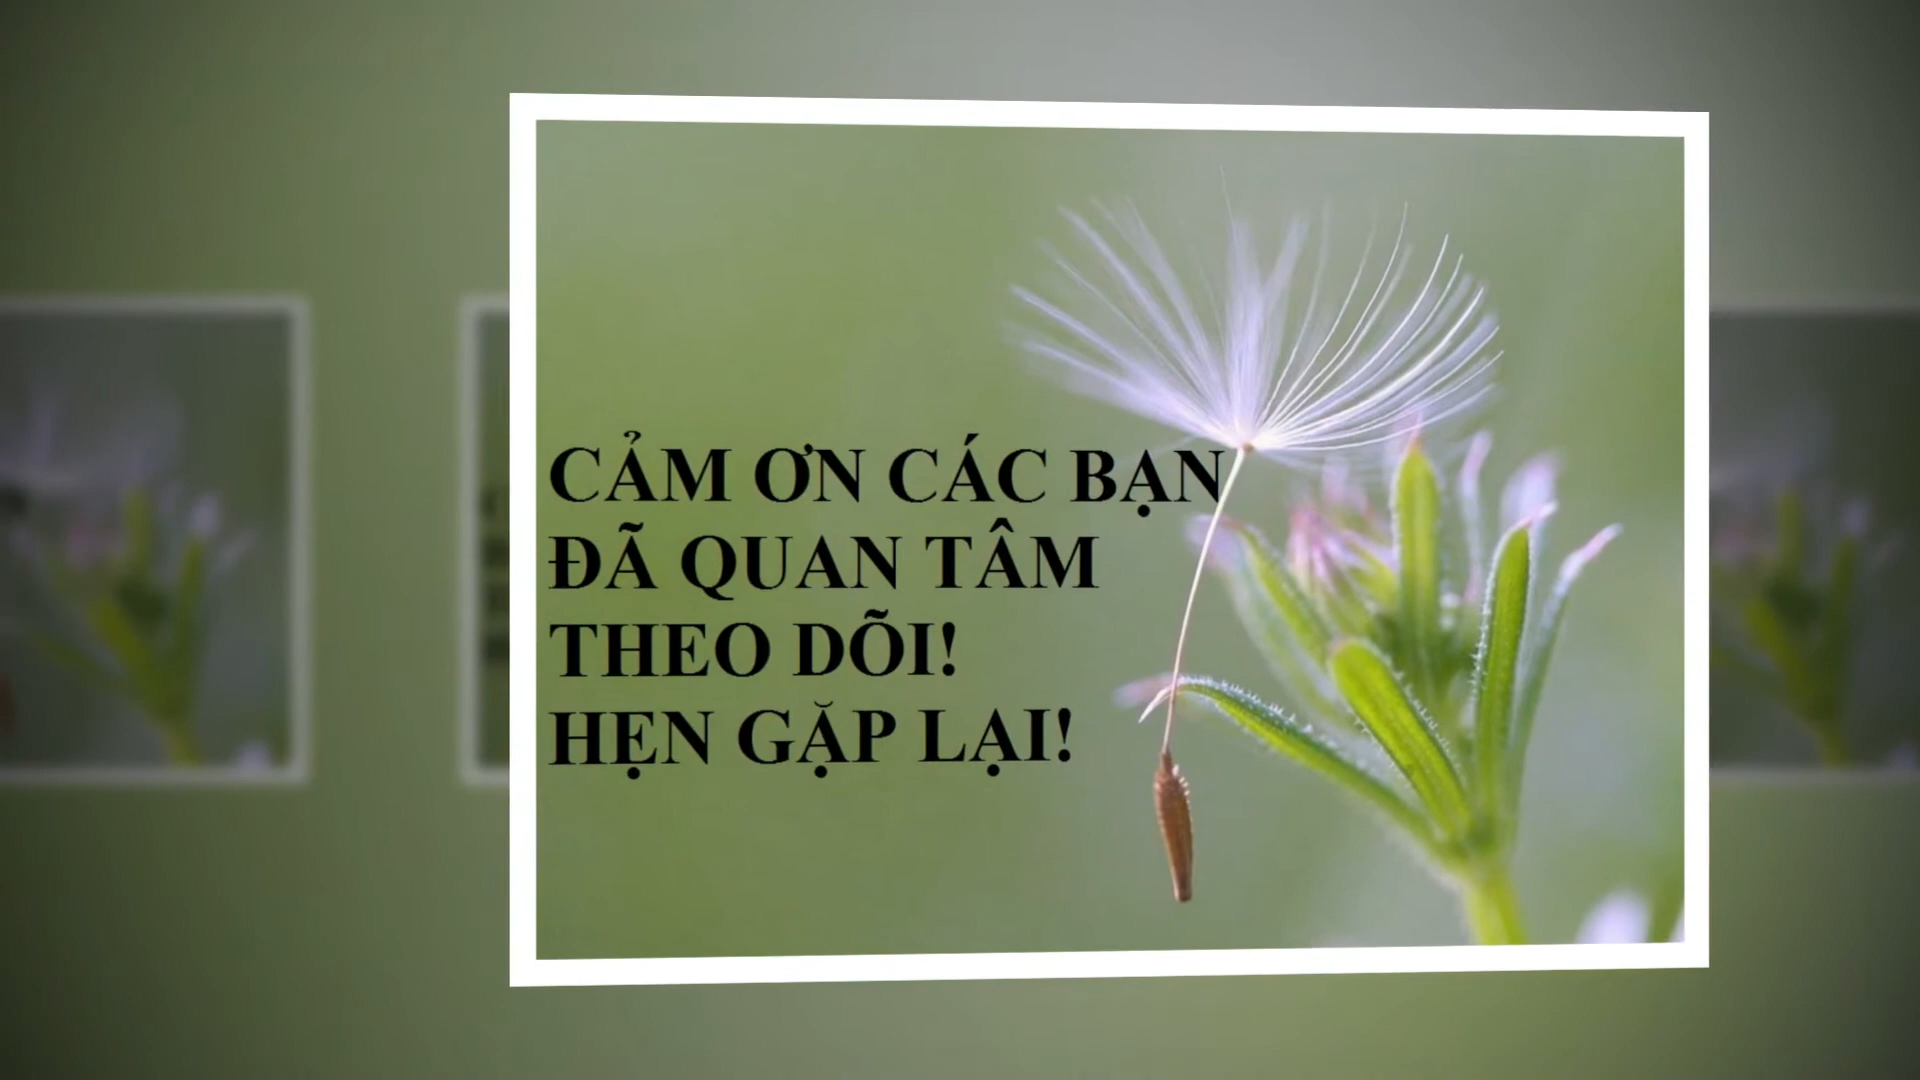 CẢM ƠN CÁC BẠN
ĐÃ QUAN TÂM
THEO DÕI!
HẸN GẶP LẠI!